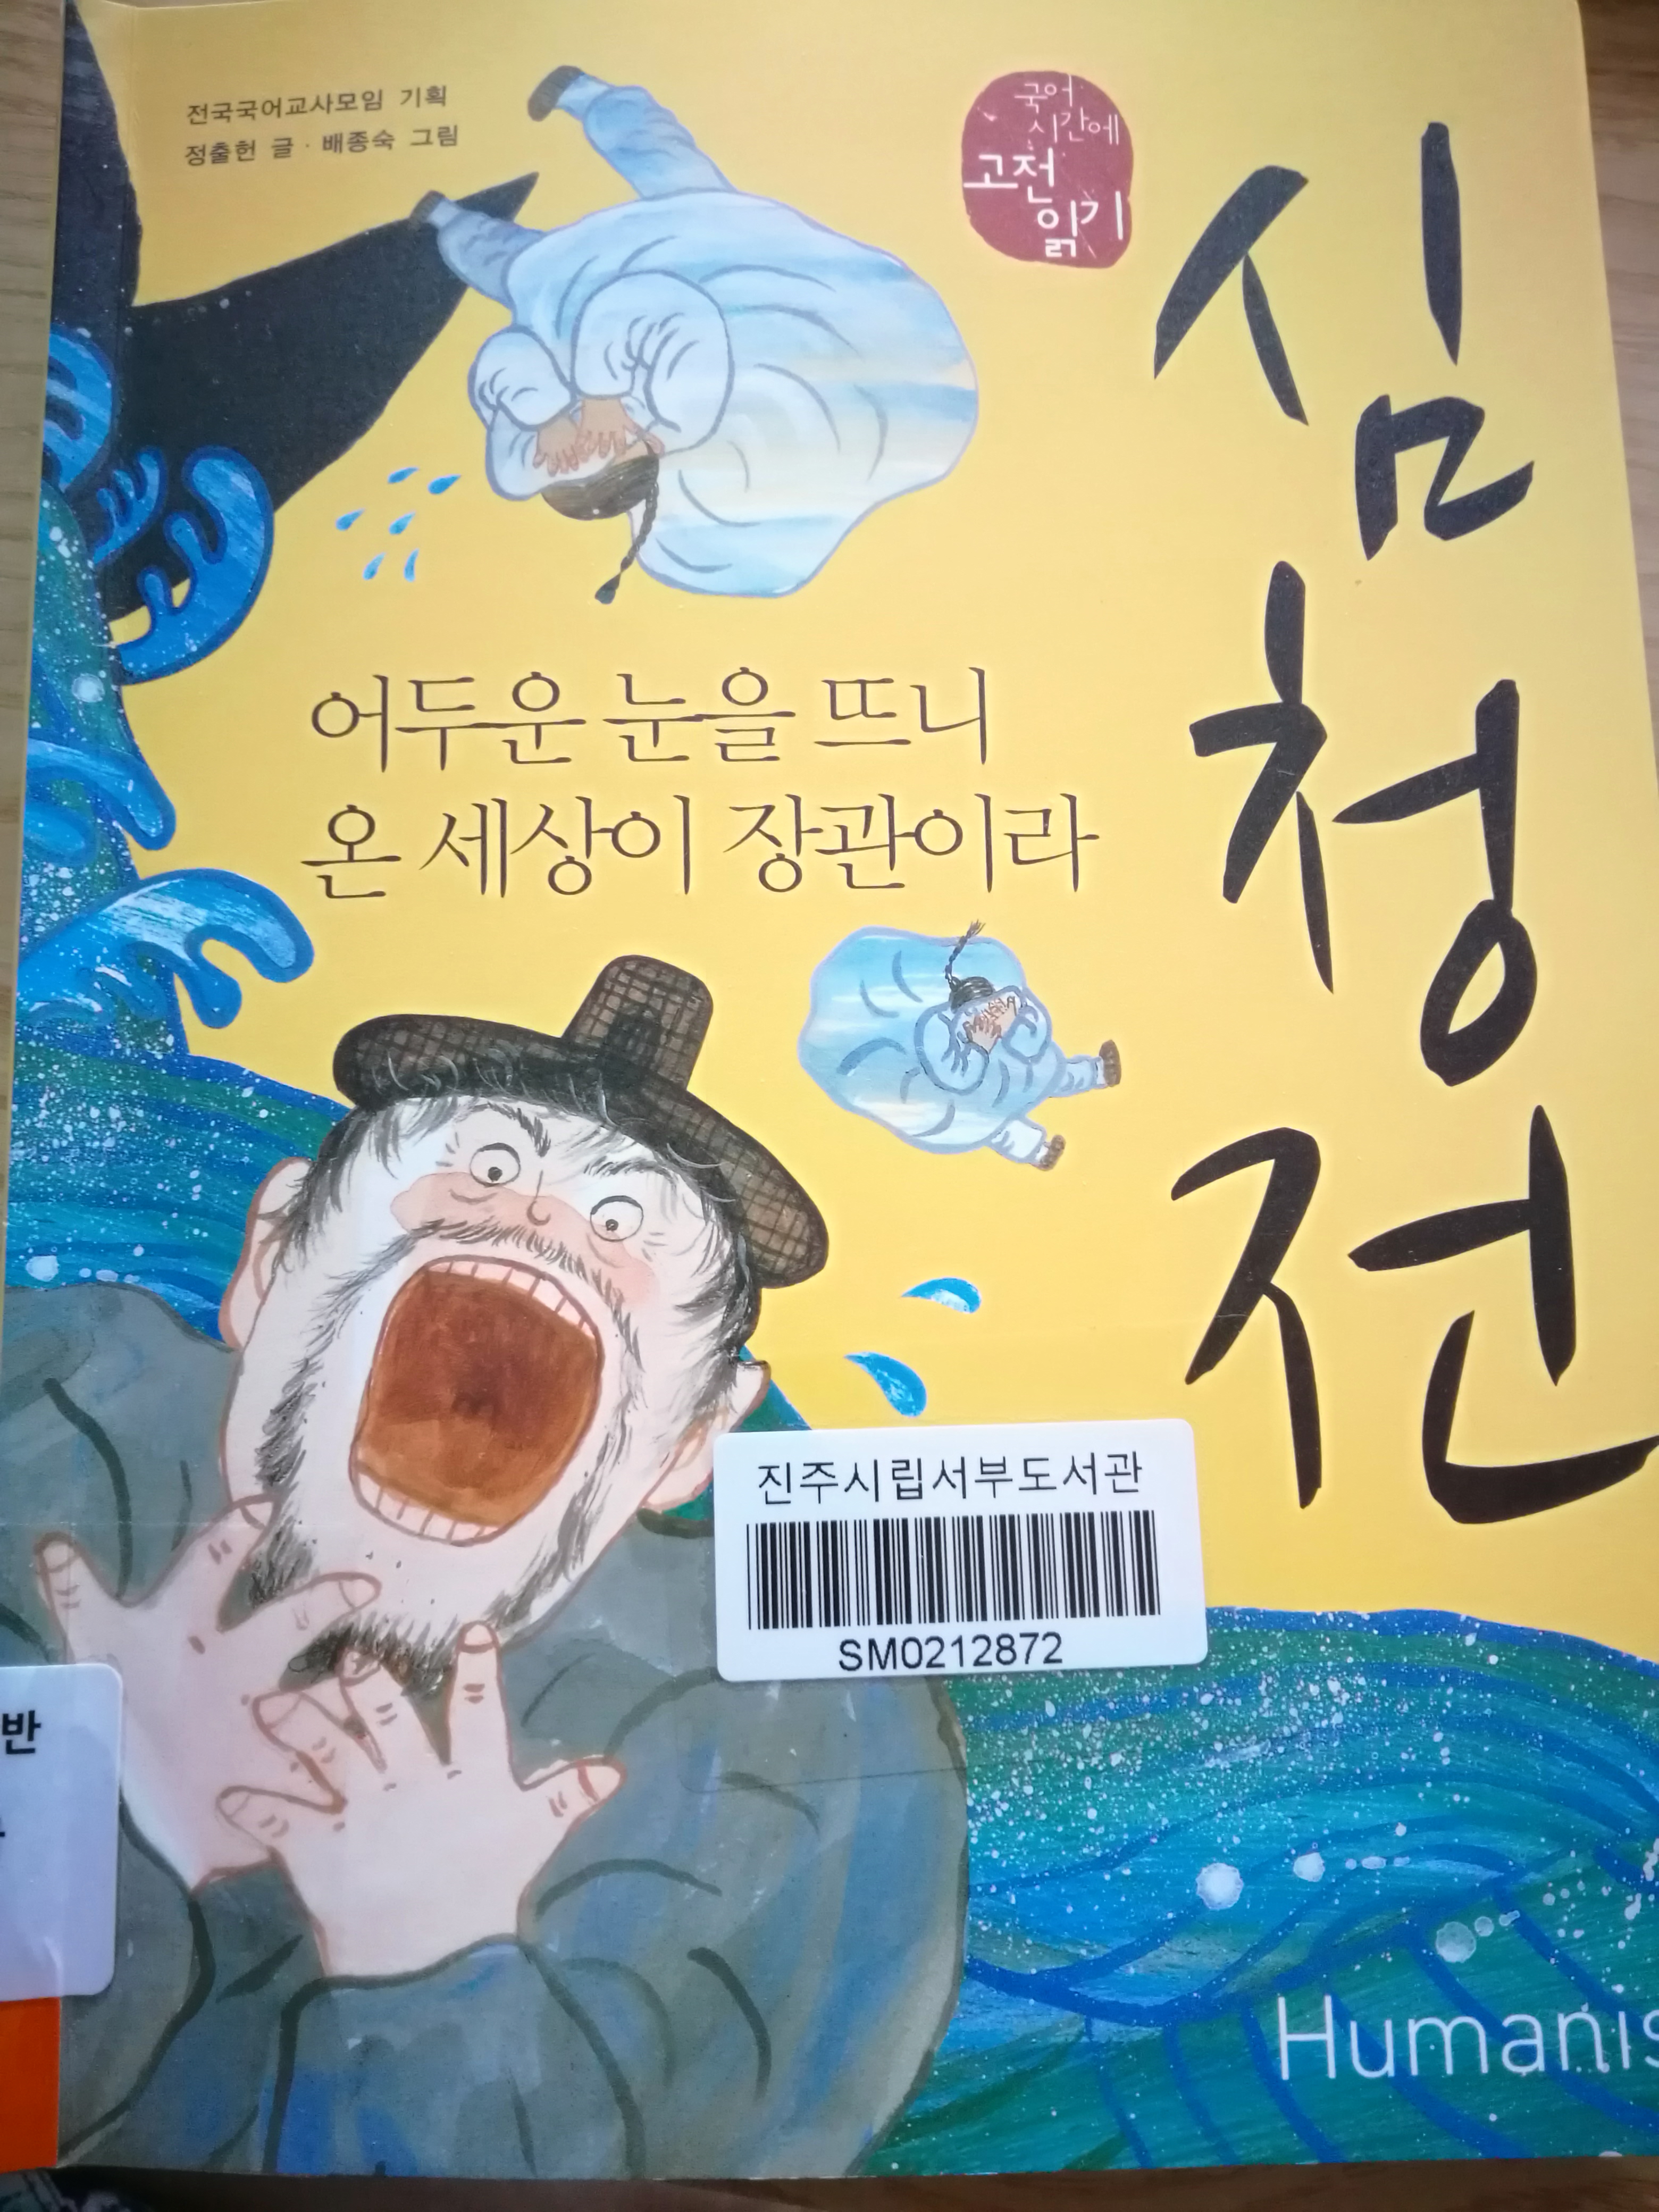 전국국어교사모임 기획
정출헌 글 · 배종숙 그림
국어
시간에
고전
읽기
심청전
어두운 눈을 뜨니
온 세상이 장관이라
진주시립서부도서관
SM0212872
반
Humanis